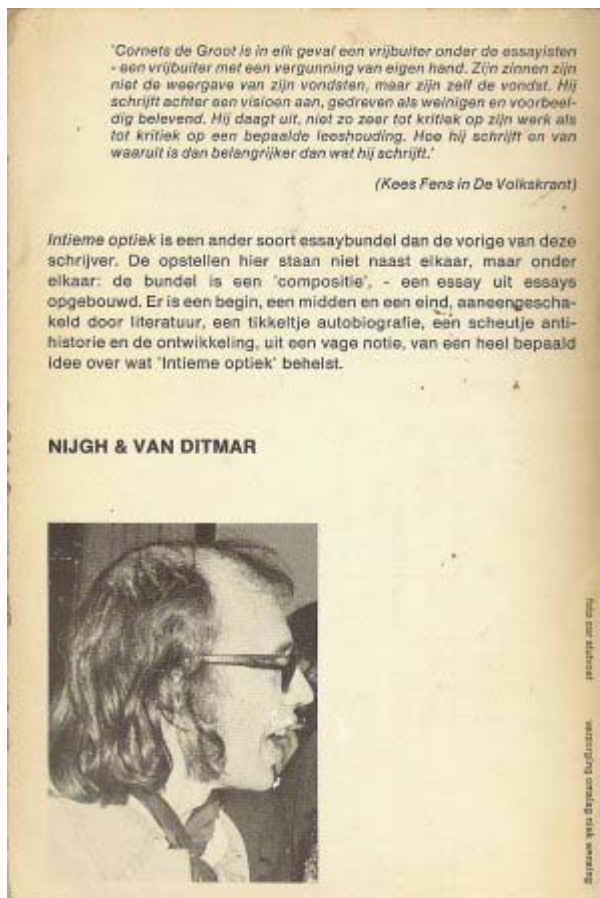 'Cornets de Groot is in elk geval een vrijbuiter onder de essayisten
- een vrijbuiter met een vergunning van eigen hand. Zijn zinnen zijn
niet de weergave van zijn vondsten, maar zijn zelf de vondst. Hij
schrijft achter een visioen aan, gedreven als weinigen en voorbeel-
dig belevend. Hij daagt uit, niet zo zeer tot kritiek op zijn werk als
tot kritiek op een bepaalde leeshouding. Hoe hij schrijft en van
waaruit is dan belangrijker dan wat hij schrijft.'
(Kees Fens in De Volkskrant)
Intieme optiek is een ander soort essaybundel dan de vorige van deze
schrijver. De opstellen hier staan niet naast elkaar, maar onder
elkaar: de bundel is een 'compositie', - een essay uit essays
opgebouwd. Er is een begin, een midden en een eind, aaneengescha-
keld door literatuur, een tikkeltje autobiografie, een scheutje anti-
historie en de ontwikkeling, uit een vage notie, van een heel bepaald
idee over wat 'Intieme optiek' behelst.
NIJGH & VAN DITMAR
foto cor stutvoet
verzorging omslag niek wensing